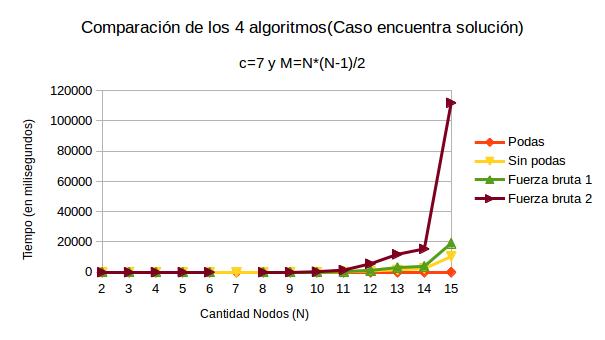 Comparación de los 4 algoritmos(Caso encuentra solución)
c=7 y M=N*(N-1)/2
120000
100000
80000
60000
40000
20000
0
Tiempo (en milisegundos)
2 3 4 5 6 7 8 9 10 11 12 13 14 15
Cantidad Nodos (N)
Podas
Sin podas
Fuerza bruta 1
Fuerza bruta 2